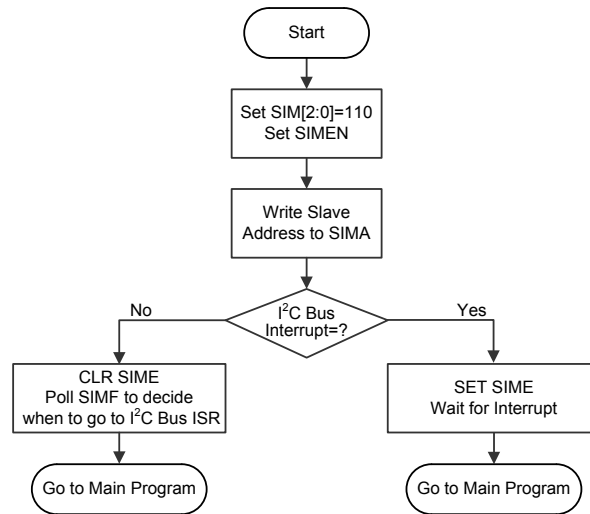 Start
Set SIM[2:0]=110
Set SIMEN
Write Slave
Address to SIMA
I²C Bus
Interrupt=?
No
Yes
CLR SIME
Poll SIMF to decide
when to go to I²C Bus ISR
SET SIME
Wait for Interrupt
Go to Main Program
Go to Main Program